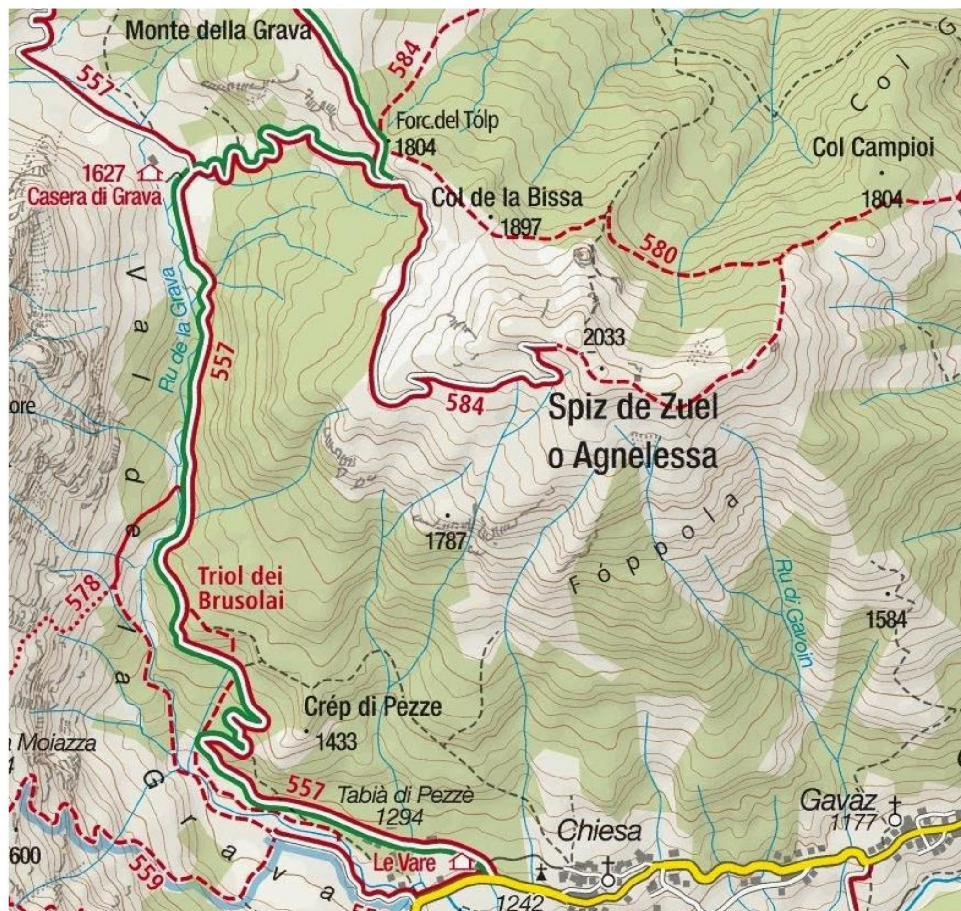 Monte della Grava
584
557
Forc.del Tólp
1804
Col
G
Col Campioi
1804
1627
Casera di Grava
Col de la Bissa
1897
580
Val de la Grava
Ru de la Grava
557
2033
584
Spiz de Zuel
o Agnelessa
ore
1787
Fóppola
Ru di Gavoin
1584
578
Triol dei
Brusolai
Crép di Pezze
1433
a Moiazza
4
557
Tabià di Pezzè
1294
Gavaz
1177
Chiesa
Le Vare
600
559
1242